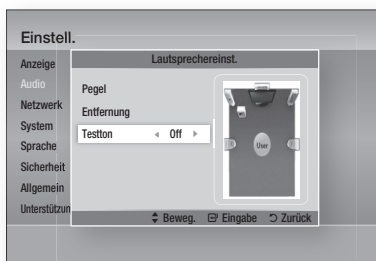 Einstell.
Anzeige
Audio
Netzwerk
System
Sprache
Sicherheit
Allgemein
Unterstützun
Lautsprechereinst.
Pegel
Entfernung
Testton Off
User
Beweg. Eingabe Zurück